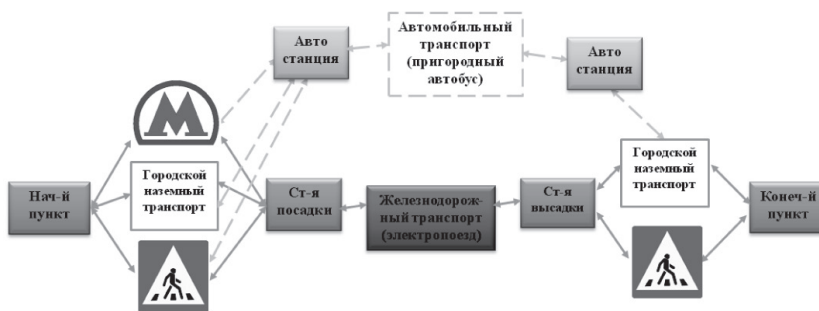 Авто
станция
Автомобильный
транспорт
(пригородный
автобус)
Авто
станция
М
Нач-й
пункт
Городской
наземный
транспорт
Ст-я
посадки
Железнодорож-
ный транспорт
(электропоезд)
Ст-я
высадки
Городской
наземный
транспорт
Конеч-й
пункт